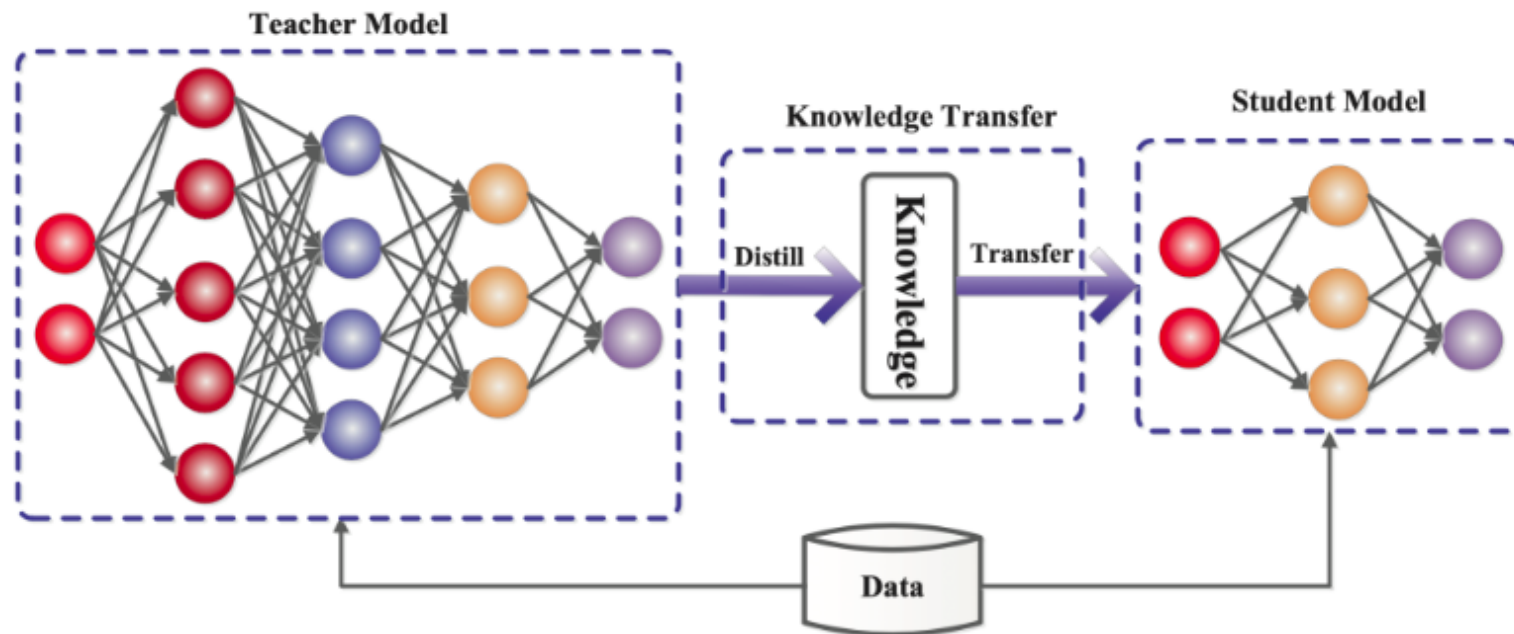 Teacher Model
Knowledge Transfer
Student Model
Distill
Knowledge
Transfer
Data